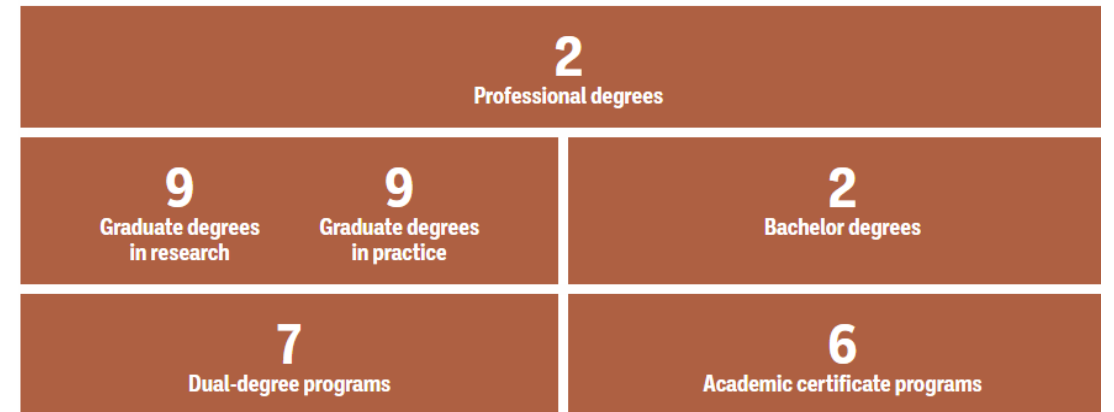 2
Professional degrees
9
Graduate degrees
in research
9
Graduate degrees
in practice
2
Bachelor degrees
7
Dual-degree programs
6
Academic certificate programs